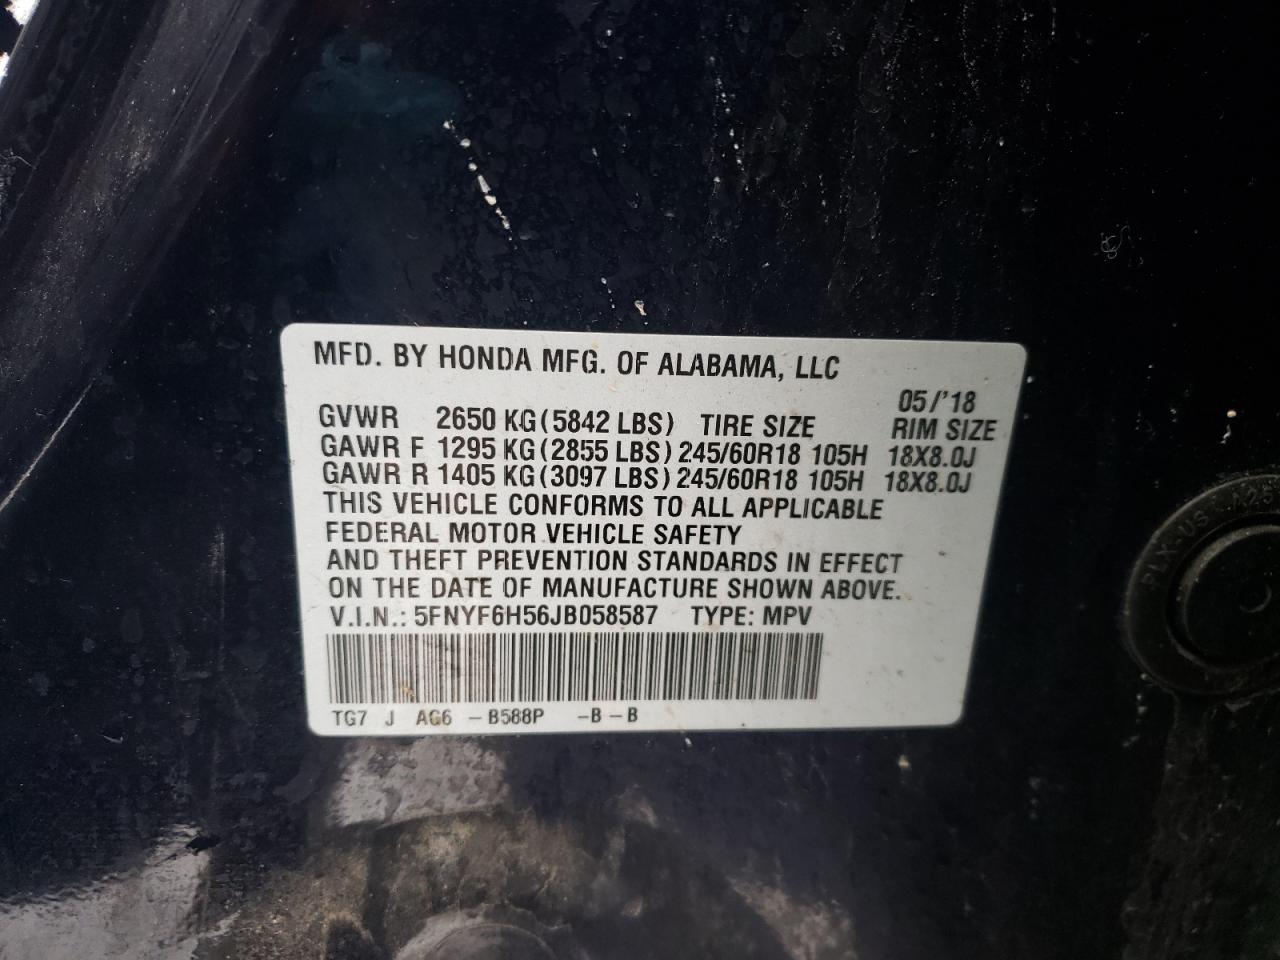 MFD. BY HONDA MFG. OF ALABAMA, LLC
05/'18
GVWR 2650 KG(5842 LBS) TIRE SIZE RIM SIZE
GAWR F 1295 KG(2855 LBS) 245/60R18 105H 18X8.0J
GAWR R 1405 KG(3097 LBS) 245/60R18 105H 18X8.0J
THIS VEHICLE CONFORMS TO ALL APPLICABLE
FEDERAL MOTOR VEHICLE SAFETY
AND THEFT PREVENTION STANDARDS IN EFFECT
ON THE DATE OF MANUFACTURE SHOWN ABOVE.
V.I.N.: 5FNYF6H56JB058587 TYPE: MPV
TG7 J AG6 -B588P -B-B